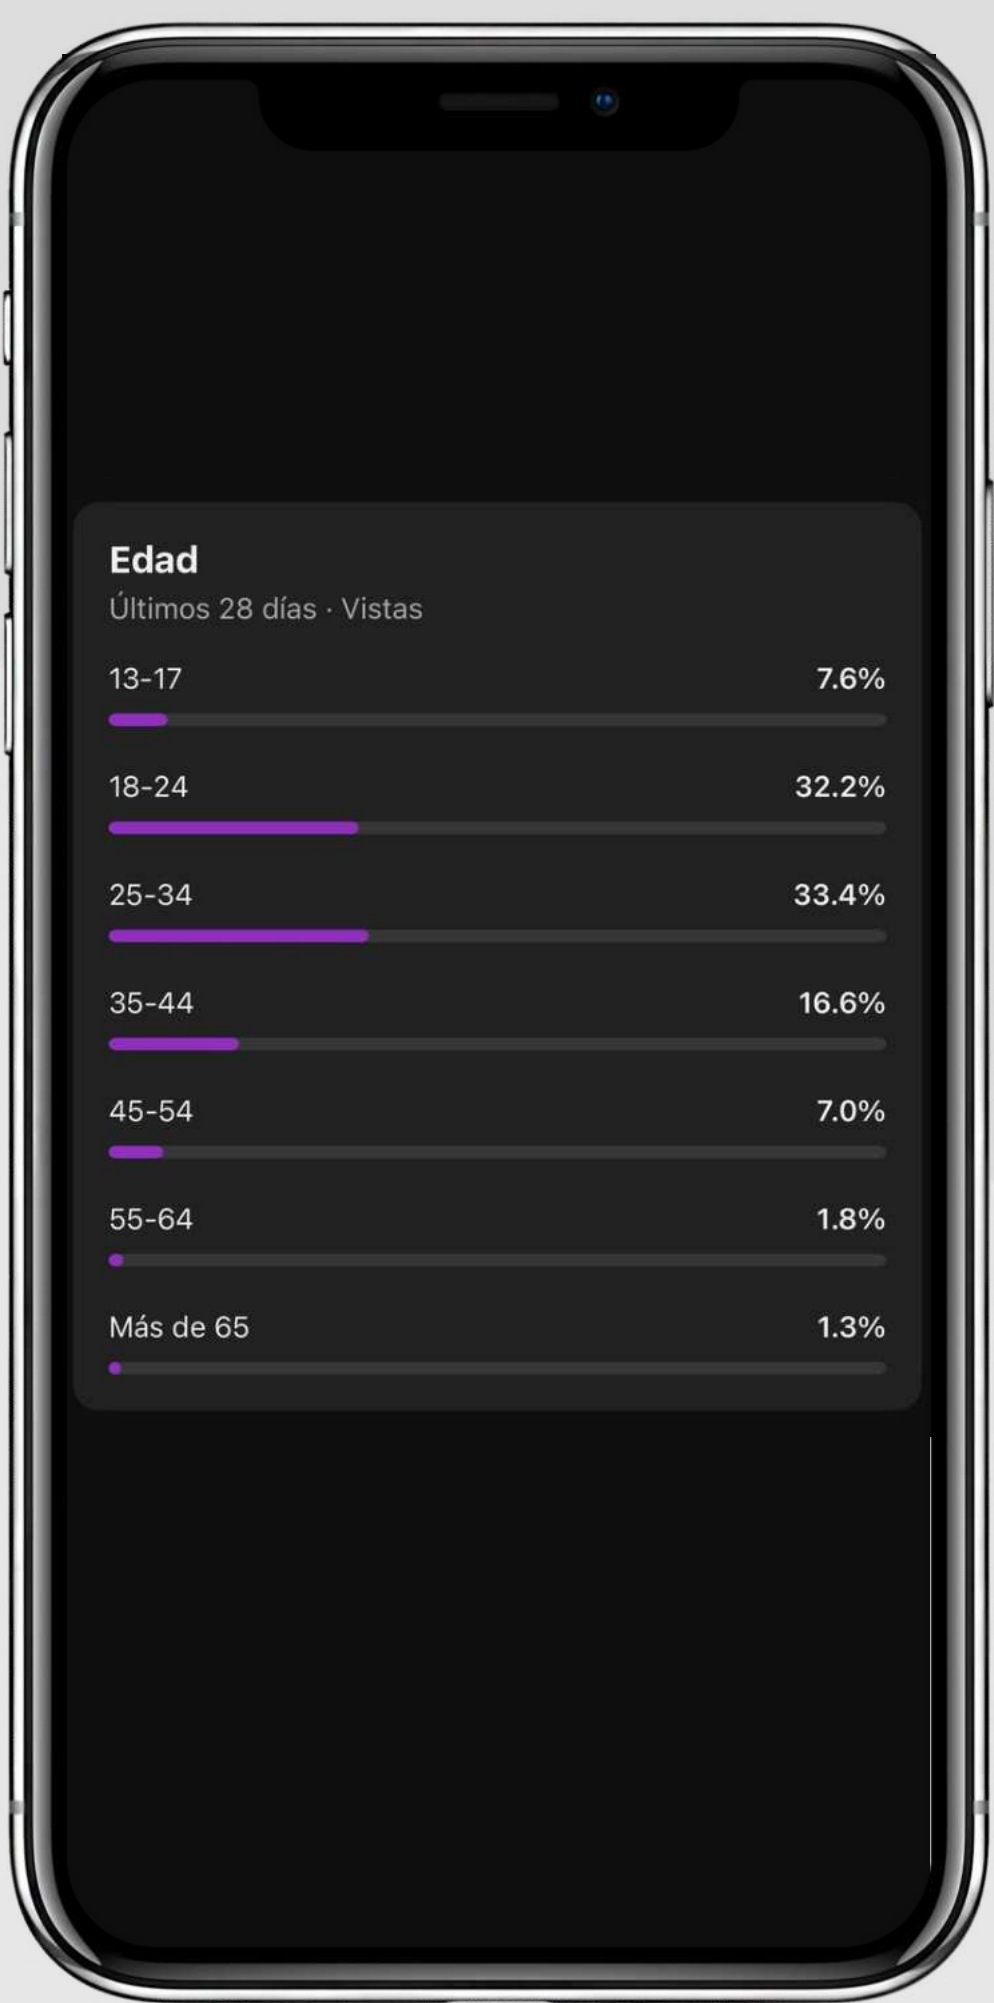 Edad
Últimos 28 días · Vistas
13-17 7.6%
18-24 32.2%
25-34 33.4%
35-44 16.6%
45-54 7.0%
55-64 1.8%
Más de 65 1.3%